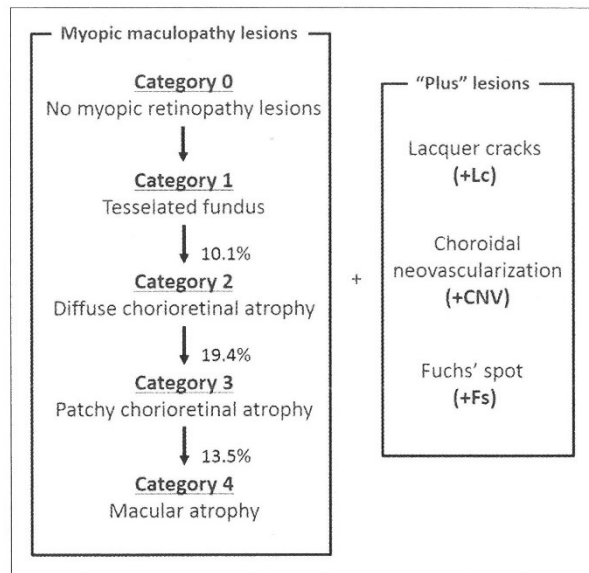 Myopic maculopathy lesions
Category 0
No myopic retinopathy lesions
Category 1
Tesselated fundus
10.1%
Category 2
Diffuse chorioretinal atrophy
19.4%
Category 3
Patchy chorioretinal atrophy
13.5%
Category 4
Macular atrophy
+
“Plus” lesions
Lacquer cracks
(+Lc)
Choroidal
neovascularization
(+CNV)
Fuchs’ spot
(+Fs)